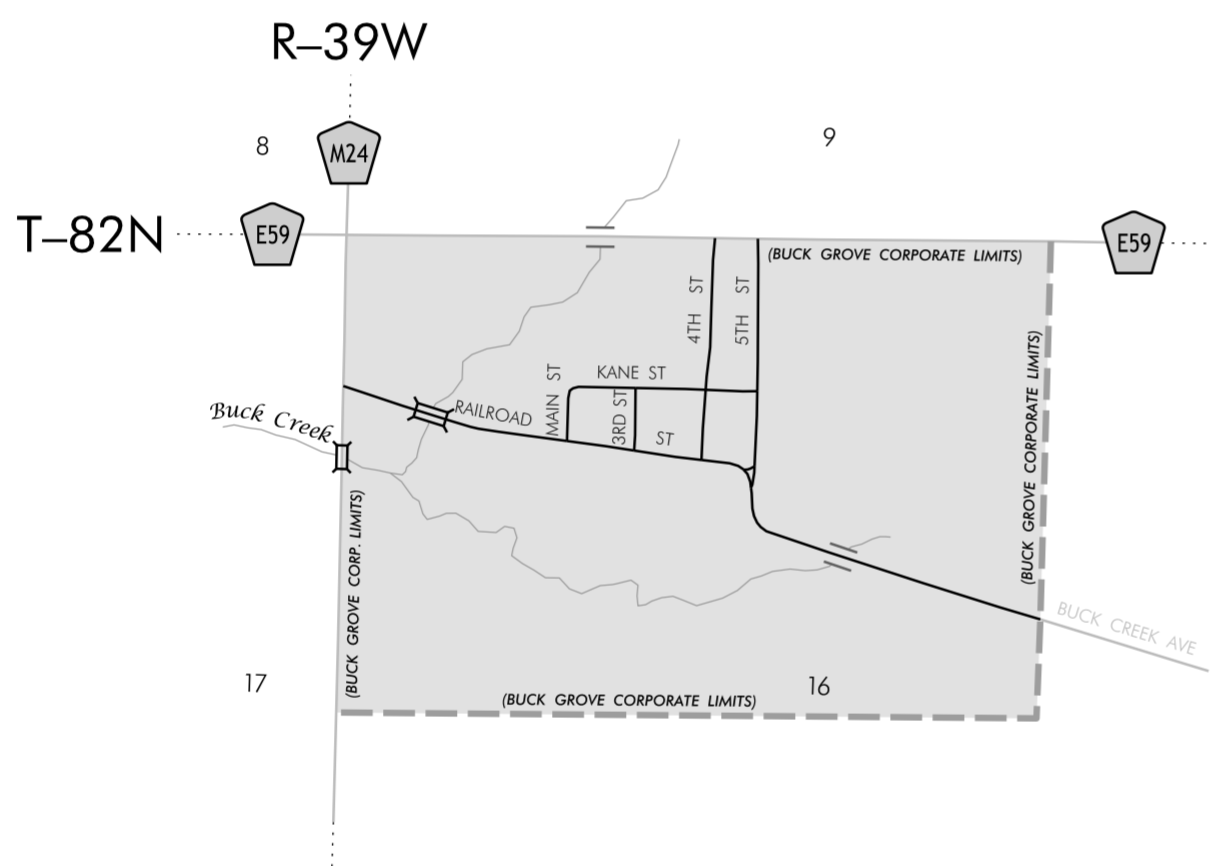 R–39W
8
M24
9
T–82N
E59
E59
(BUCK GROVE CORPORATE LIMITS)
4TH ST
5TH ST
KANE ST
MAIN ST
3RD ST
RAILROAD ST
Buck Creek
(BUCK GROVE CORPORATE LIMITS)
(BUCK GROVE CORP. LIMITS)
BUCK CREEK AVE
17
16
(BUCK GROVE CORPORATE LIMITS)